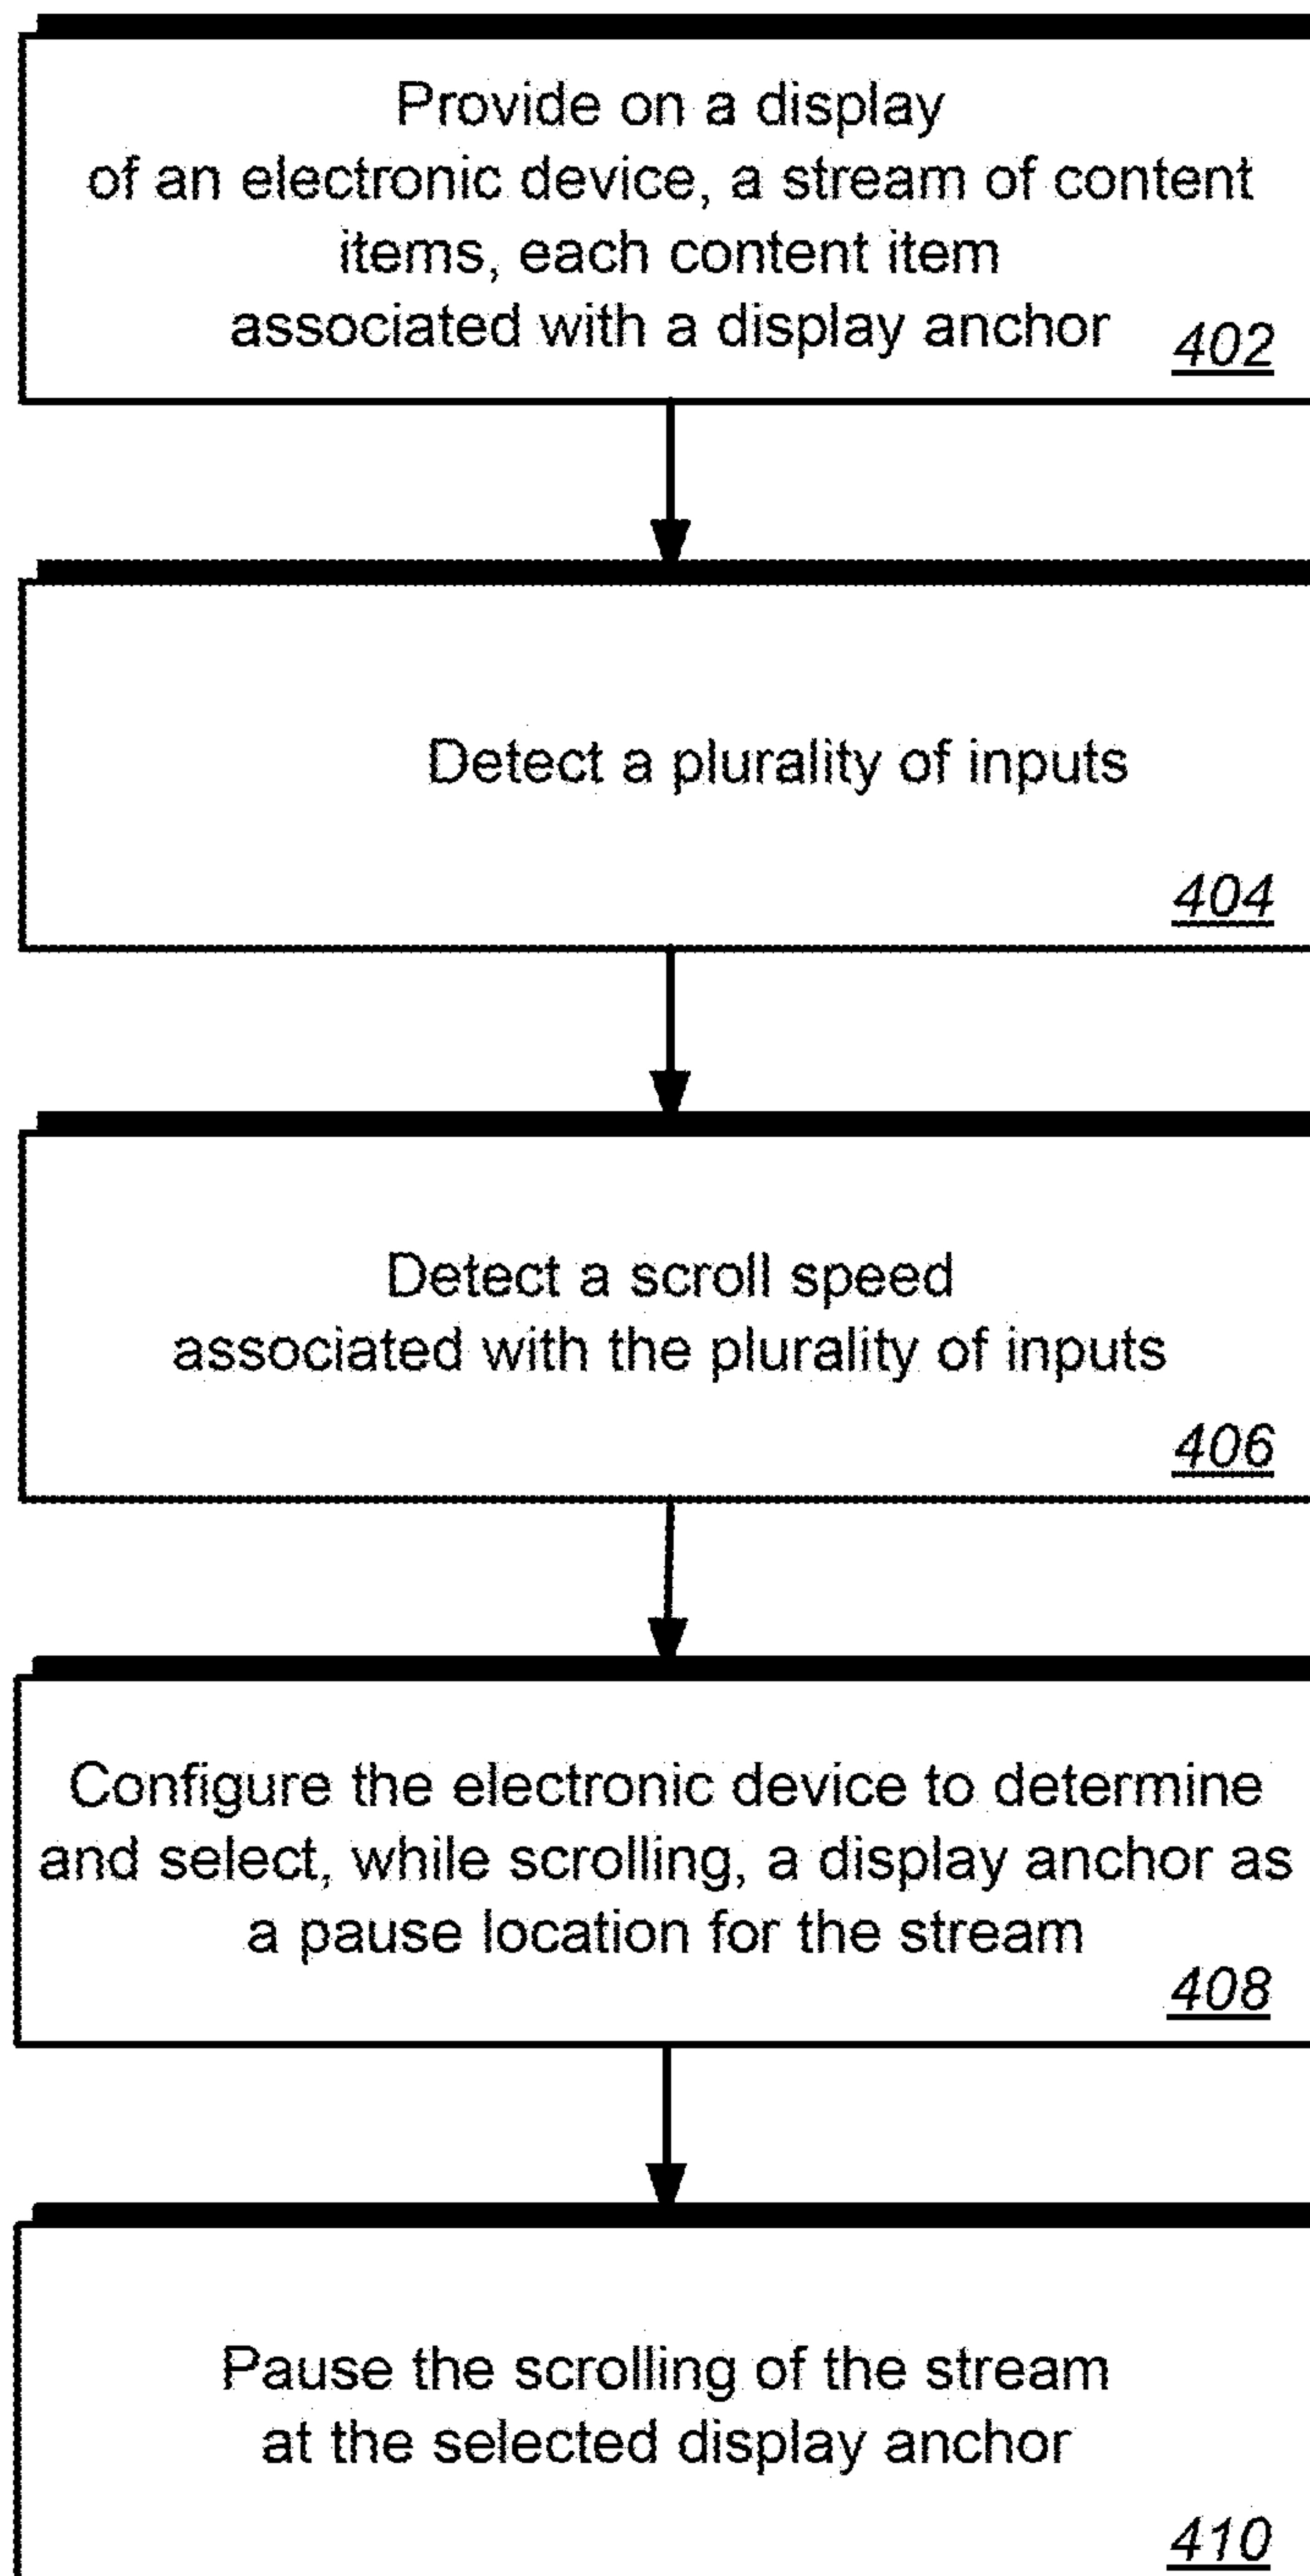 Provide on a display
of an electronic device, a stream of content
items, each content item
associated with a display anchor
402
Detect a plurality of inputs
404
Detect a scroll speed
associated with the plurality of inputs
406
Configure the electronic device to determine
and select, while scrolling, a display anchor as
a pause location for the stream
408
Pause the scrolling of the stream
at the selected display anchor
410